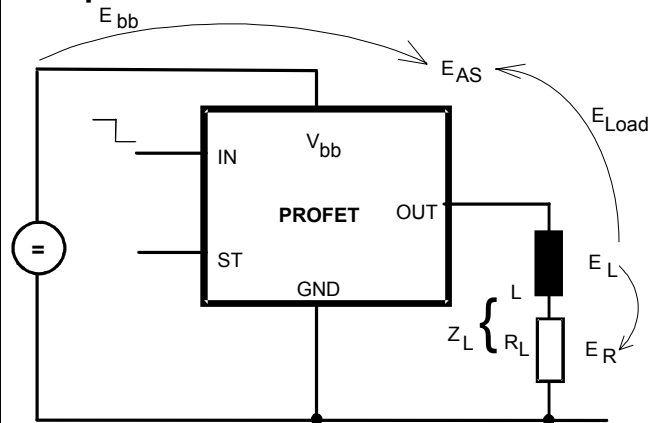 E bb
E AS
E Load
V bb
IN
PROFET
OUT
=
ST
GND
E L
L
Z L {
R L
E R